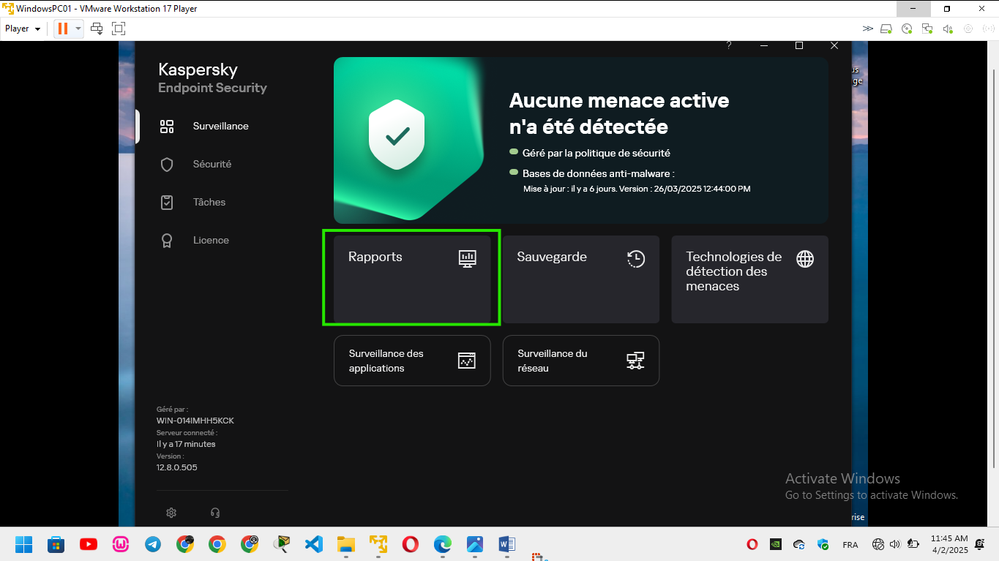 WindowsPC01 - VMware Workstation 17 Player
Player
Kaspersky
Endpoint Security
Surveillance
Sécurité
Tâches
Licence
Aucune menace active
n'a été détectée
Géré par la politique de sécurité
Bases de données anti-malware :
Mise à jour : il y a 6 jours. Version : 26/03/2025 12:44:00 PM
Rapports
Sauvegarde
Technologies de
détection des
menaces
Surveillance des
applications
Surveillance du
réseau
Géré par :
WIN-014IMHH5KCK
Serveur connecté :
Il y a 17 minutes
Version :
12.8.0.505
us
ge
Activate Windows
Go to Settings to activate Windows.
rise
FRA
11:45 AM
4/2/2025